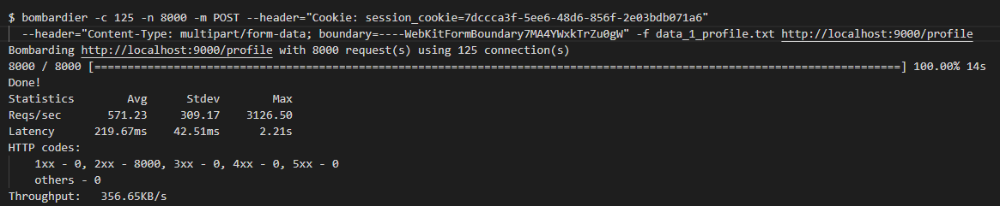 $ bombardier -c 125 -n 8000 -m POST --header="Cookie: session_cookie=7dccca3f-5ee6-48d6-856f-2e03bdb071a6"
--header="Content-Type: multipart/form-data; boundary=----WebKitFormBoundary7MA4YWxkTrZu0gW" -f data_1_profile.txt http://localhost:9000/profile
Bombarding http://localhost:9000/profile with 8000 request(s) using 125 connection(s)
8000 / 8000 [=========================================================================================================================] 100.00% 14s
Done!
Statistics        Avg      Stdev        Max
Reqs/sec       571.23     309.17    3126.50
Latency      219.67ms    42.51ms      2.21s
HTTP codes:
1xx - 0, 2xx - 8000, 3xx - 0, 4xx - 0, 5xx - 0
others - 0
Throughput:   356.65KB/s